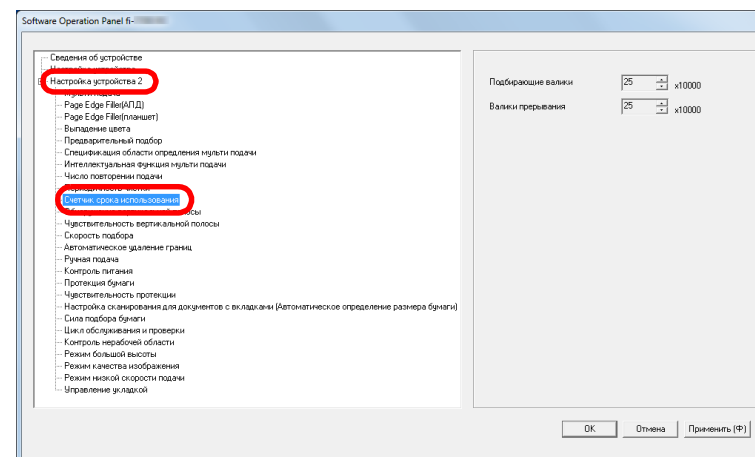 Software Operation Panel fi-
Сведения об устройстве
Настройка устройства 2
Page Edge Filler(АПД)
Page Edge Filler(планшет)
Выпадение цвета
Предварительный подбор
Спецификация области опредления мульти подачи
Интеллектуальная функция мульти подачи
Число повторении подачи
Счетчик срока использования
Чувствительность вертикальной полосы
Скорость подбора
Автоматическое удаление границ
Ручная подача
Контроль питания
Протекция бумаги
Чувствительность протекции
Настройка сканирования для документов с вкладками (Автоматическое определение размера бумаги)
Сила подбора бумаги
Цикл обслуживания и проверки
Контроль нерабочей области
Режим большой высоты
Режим качества изображения
Режим низкой скорости подачи
Управление укладкой
Подбирающие валики 25 x10000
Валики прерывания 25 x10000
OK Отмена Применить (Ф)